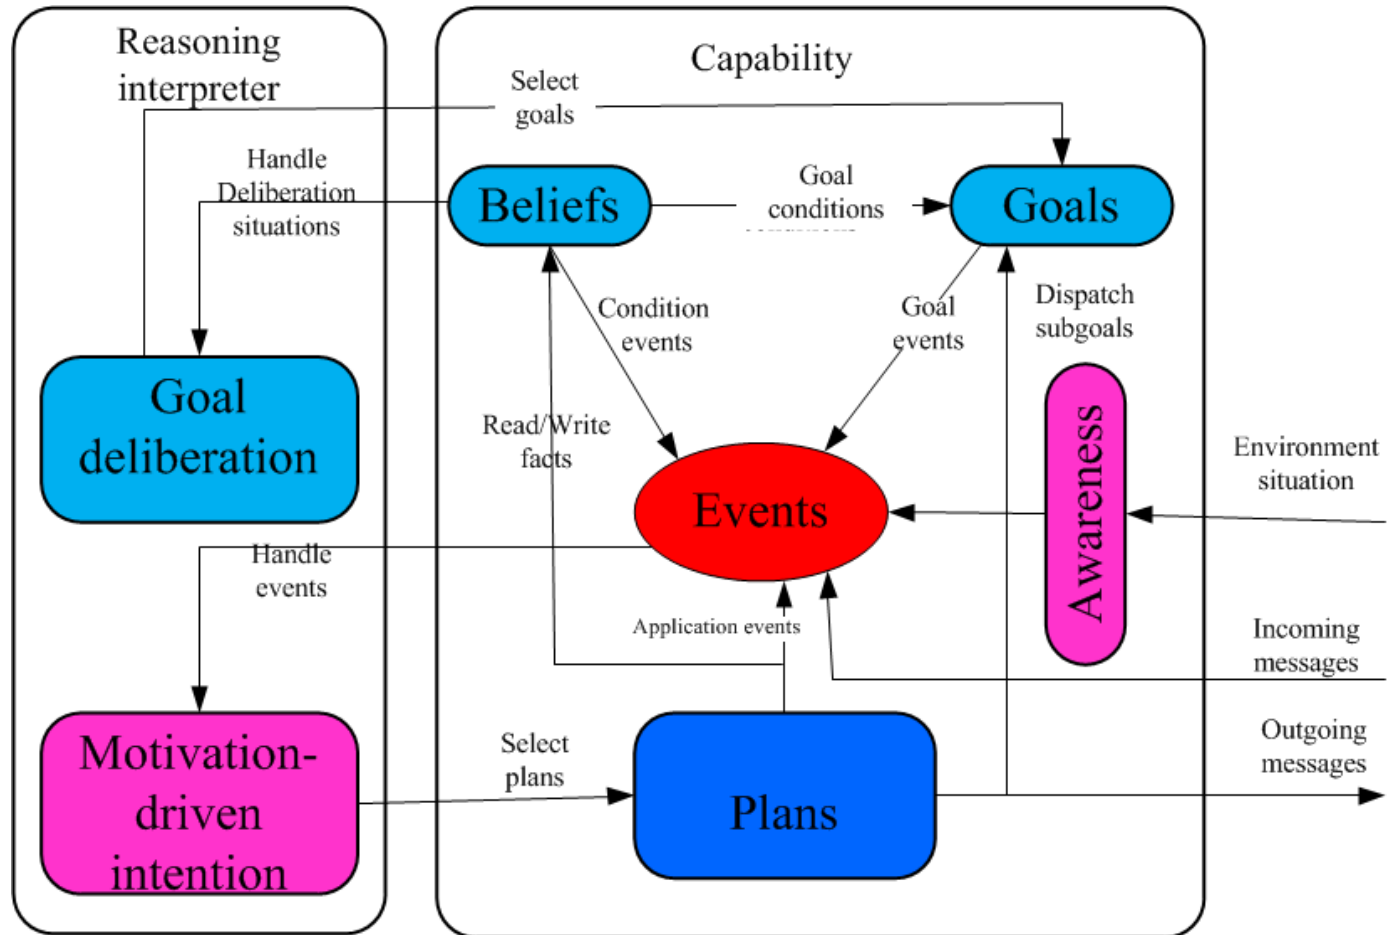 Reasoning
interpreter
Capability
Select
goals
Handle
Deliberation
situations
Beliefs
Goal
conditions
Goals
Condition
events
Goal
events
Dispatch
subgoals
Goal
deliberation
Read/Write
facts
Events
Awareness
Environment
situation
Handle
events
Application events
Incoming
messages
Motivation-
driven
intention
Select
plans
Plans
Outgoing
messages